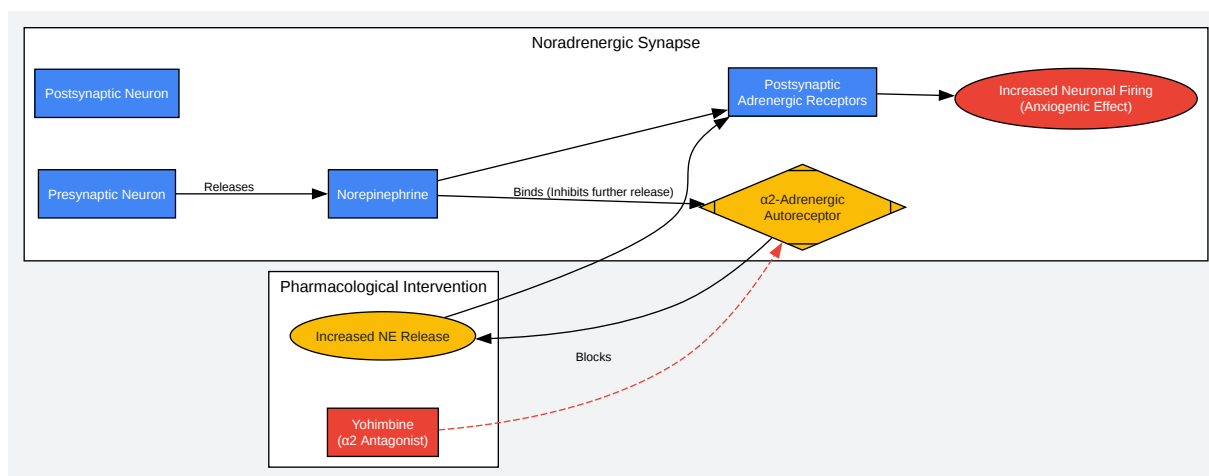 Noradrenergic Synapse
Postsynaptic Neuron
Postsynaptic
Adrenergic Receptors
Increased Neuronal Firing
(Anxiogenic Effect)
Presynaptic Neuron
Releases
Norepinephrine
Binds (Inhibits further release)
α2-Adrenergic
Autoreceptor
Pharmacological Intervention
Increased NE Release
Blocks
Yohimbine
(α2 Antagonist)